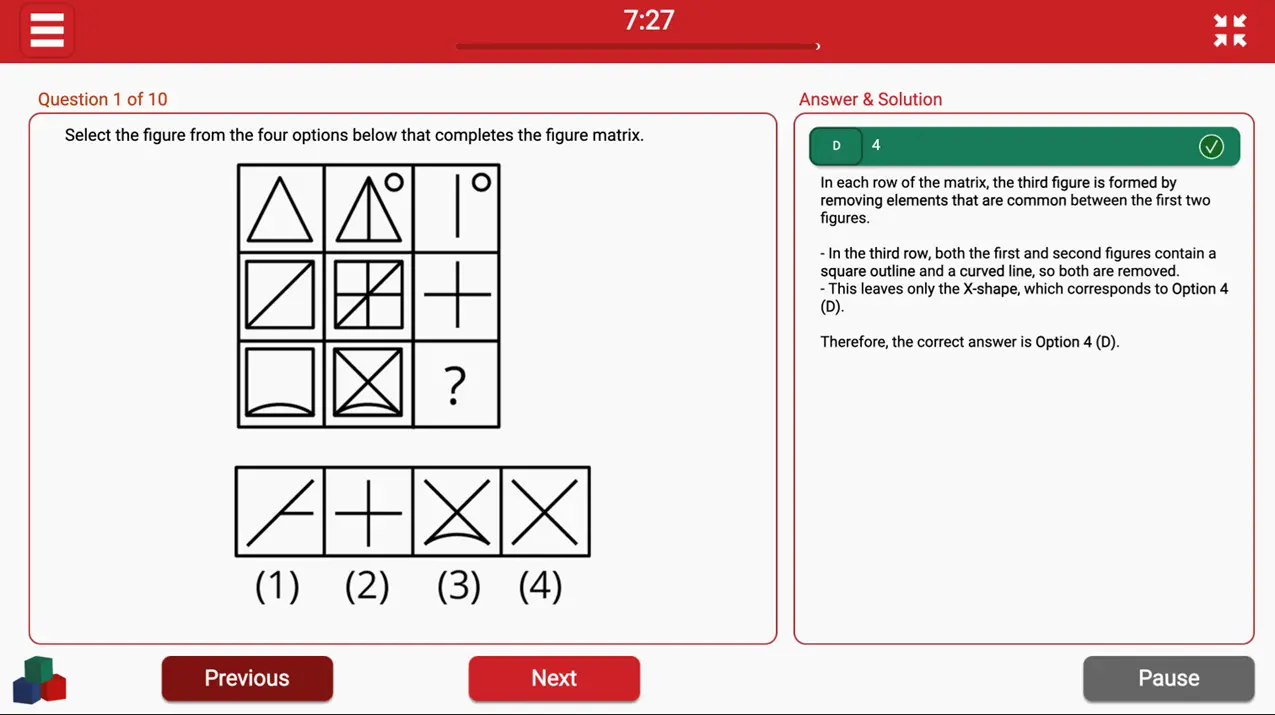 7:27
Question 1 of 10
Answer & Solution
Select the figure from the four options below that completes the figure matrix.
?
(1) (2) (3) (4)
D 4
In each row of the matrix, the third figure is formed by
removing elements that are common between the first two
figures.
- In the third row, both the first and second figures contain a
square outline and a curved line, so both are removed.
- This leaves only the X-shape, which corresponds to Option 4
(D).
Therefore, the correct answer is Option 4 (D).
Previous
Next
Pause